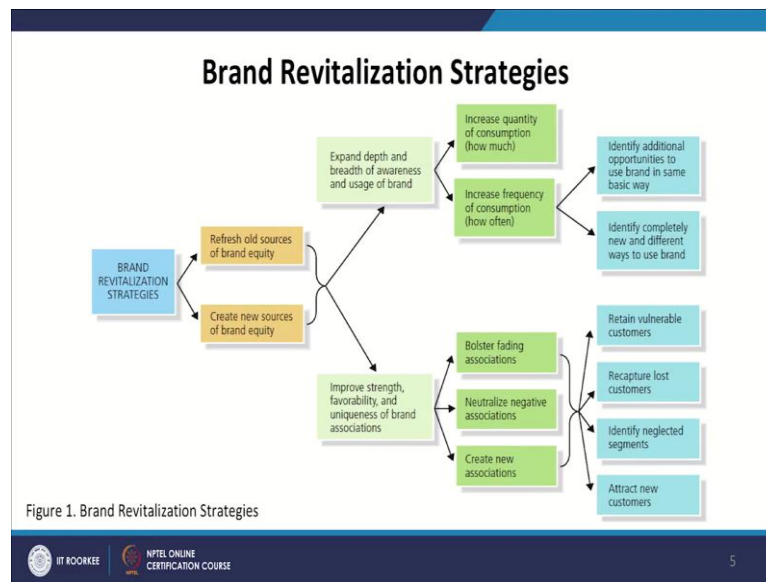 Brand Revitalization Strategies
BRAND
REVITALIZATION
STRATEGIES
Refresh old sources
of brand equity
Create new sources
of brand equity
Expand depth and
breadth of awareness
and usage of brand
Improve strength,
favorability, and
uniqueness of brand
associations
Increase quantity
of consumption
(how much)
Increase frequency
of consumption
(how often)
Bolster fading
associations
Neutralize negative
associations
Create new
associations
Identify additional
opportunities to
use brand in same
basic way
Identify completely
new and different
ways to use brand
Retain vulnerable
customers
Recapture lost
customers
Identify neglected
segments
Attract new
customers
Figure 1. Brand Revitalization Strategies
IIT ROORKEE
NPTEL ONLINE
CERTIFICATION COURSE
5